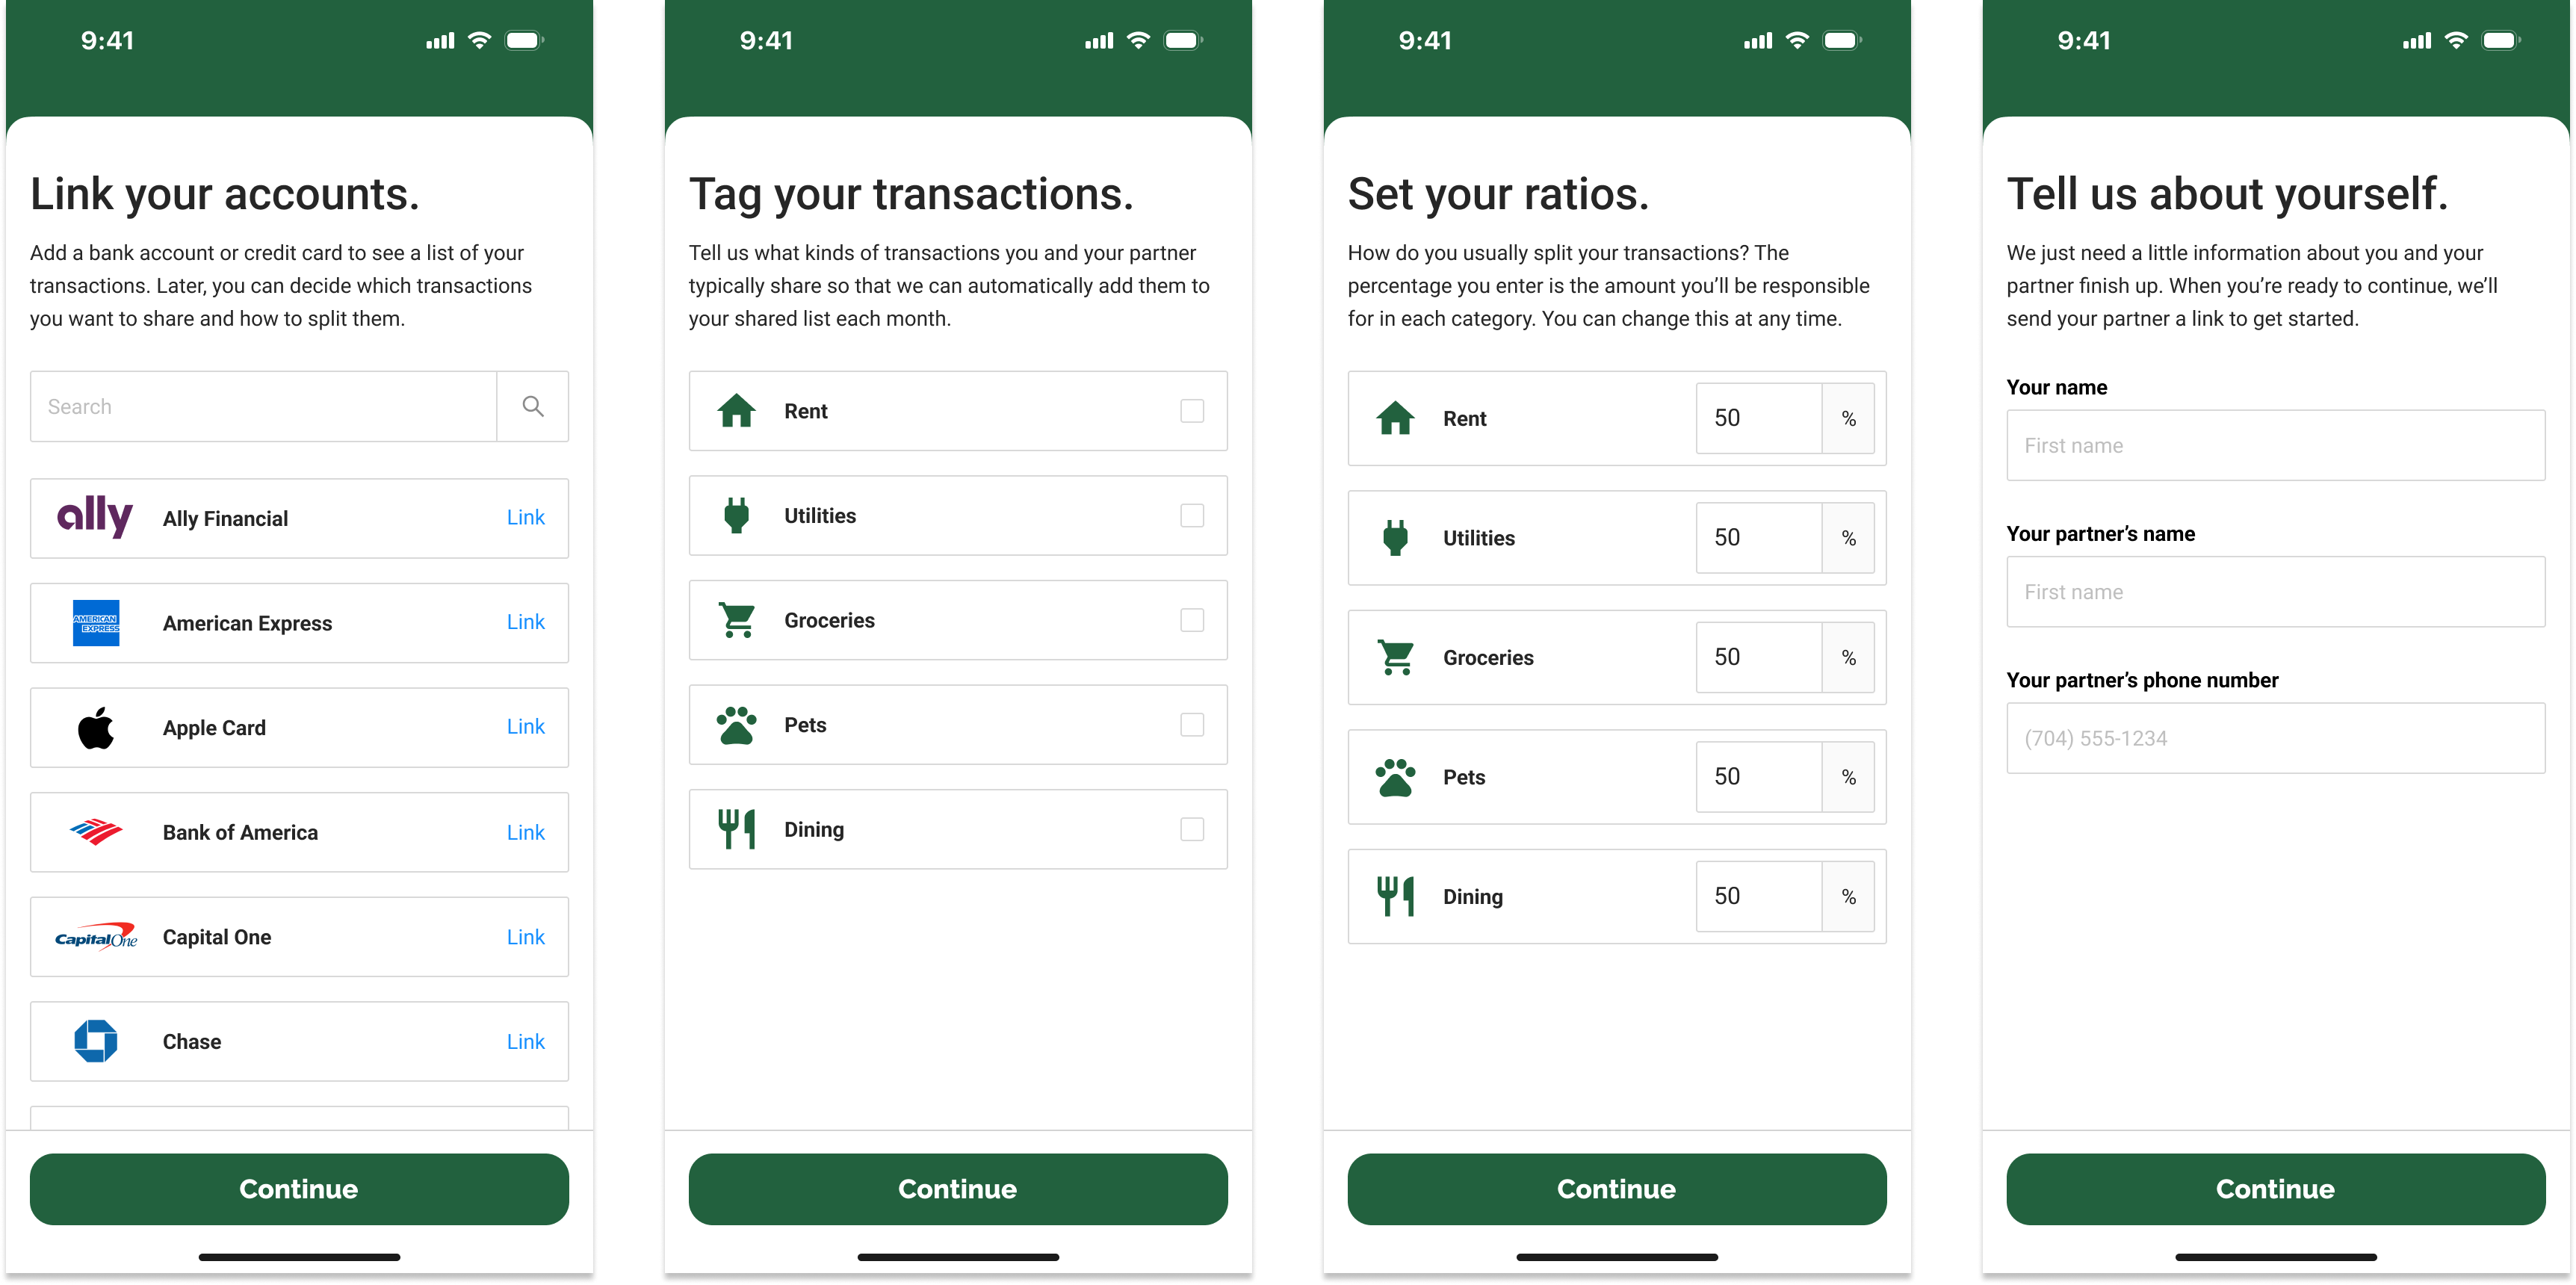 9:41
Link your accounts.
Add a bank account or credit card to see a list of your
transactions. Later, you can decide which transactions
you want to share and how to split them.
Search
ally Ally Financial Link
AMERICAN EXPRESS American Express Link
Apple Card Link
Bank of America Link
CapitalOne Capital One Link
Chase Link
Continue
9:41
Tag your transactions.
Tell us what kinds of transactions you and your partner
typically share so that we can automatically add them to
your shared list each month.
Rent
Utilities
Groceries
Pets
Dining
Continue
9:41
Set your ratios.
How do you usually split your transactions? The
percentage you enter is the amount you’ll be responsible
for in each category. You can change this at any time.
Rent 50 %
Utilities 50 %
Groceries 50 %
Pets 50 %
Dining 50 %
Continue
9:41
Tell us about yourself.
We just need a little information about you and your
partner finish up. When you’re ready to continue, we’ll
send your partner a link to get started.
Your name
First name
Your partner’s name
First name
Your partner’s phone number
(704) 555-1234
Continue